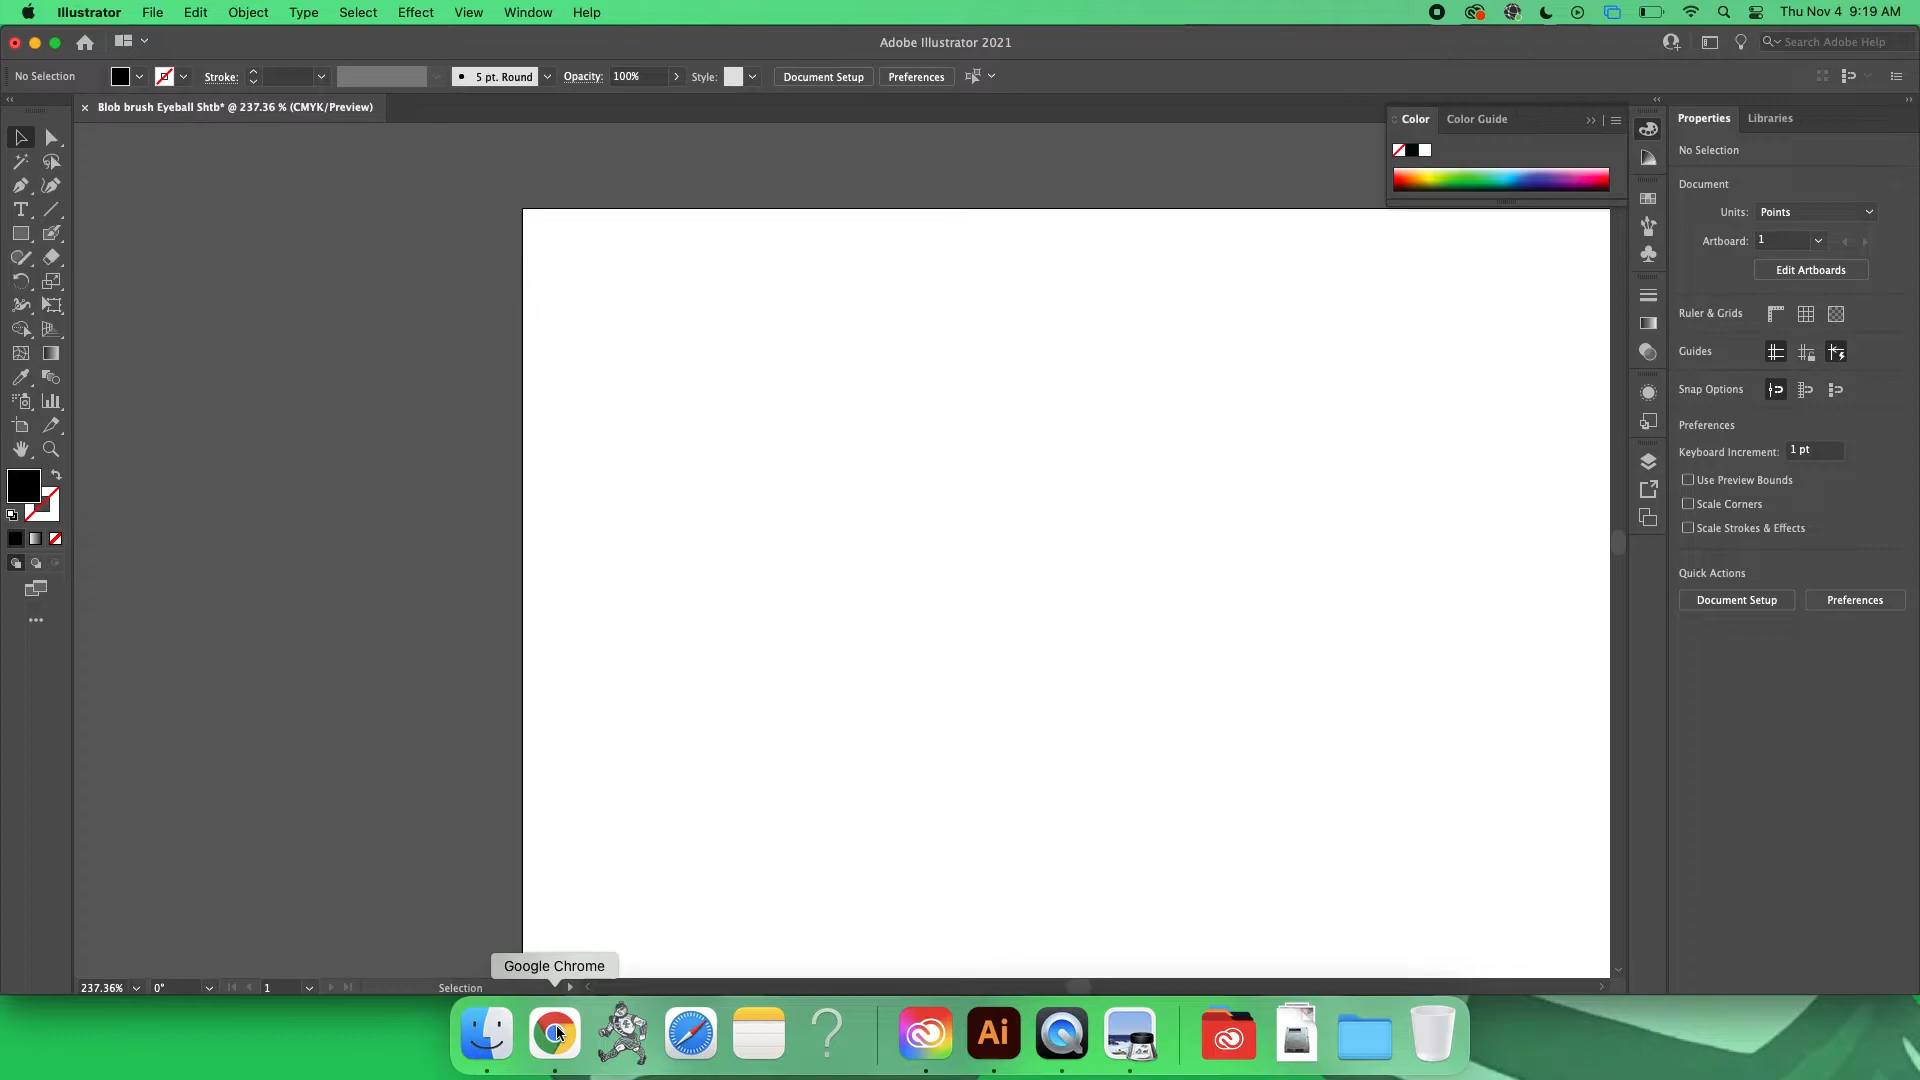 Illustrator File Edit Object Type Select Effect View Window Help
Thu Nov 4 9:19 AM
Adobe Illustrator 2021
Search Adobe Help
No Selection
Stroke:
5 pt. Round
Opacity: 100%
Style:
Document Setup
Preferences
Blob brush Eyeball Shtb* @ 237.36 % (CMYK/Preview)
Color
Color Guide
Properties
Libraries
No Selection
Document
Units: Points
Artboard: 1
Edit Artboards
Ruler & Grids
Guides
Snap Options
Preferences
Keyboard Increment: 1 pt
Use Preview Bounds
Scale Corners
Scale Strokes & Effects
Quick Actions
Document Setup
Preferences
T
Google Chrome
237.36%
0°
1
Selection
Ai